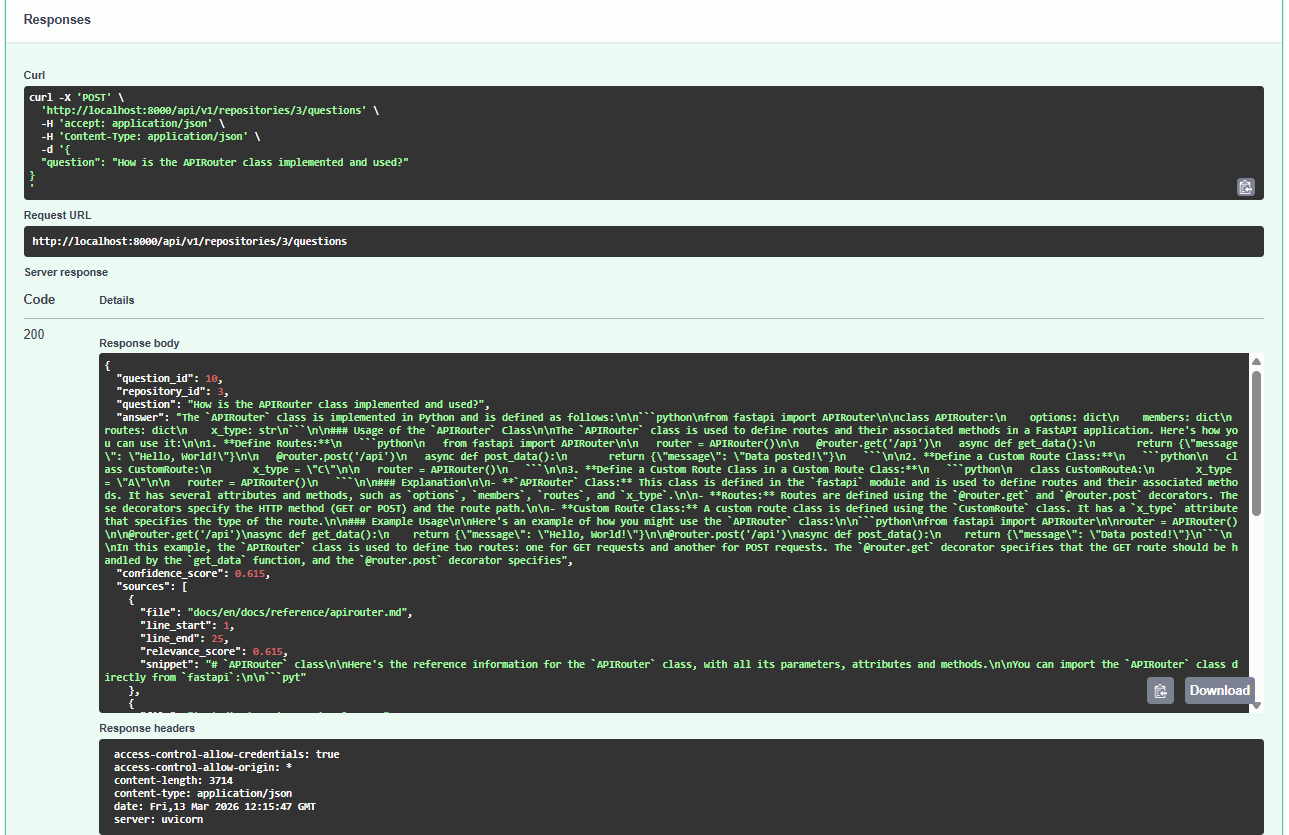 Responses
Curl
curl -X 'POST' \
  'http://localhost:8000/api/v1/repositories/3/questions' \
  -H 'accept: application/json' \
  -H 'Content-Type: application/json' \
  -d '{
  "question": "How is the APIRouter class implemented and used?"
}
'
Request URL
http://localhost:8000/api/v1/repositories/3/questions
Server response
Code Details
200
Response body
{
  "question_id": 10,
  "repository_id": 3,
  "question": "How is the APIRouter class implemented and used?",
  "answer": "The `APIRouter` class is implemented in Python and is defined as follows:\n\n```python\nfrom fastapi import APIRouter\n\nclass APIRouter:\n    options: dict\n    members: dict\n
routes: dict\n    x_type: str\n```\n\n### Usage of the `APIRouter` Class\n\nThe `APIRouter` class is used to define routes and their associated methods in a FastAPI application. Here's how yo
u can use it:\n\n1. **Define Routes:**\n   ```python\n   from fastapi import APIRouter\n\n   router = APIRouter()\n\n   @router.get('/api')\n   async def get_data():\n       return {\"message
\": \"Hello, World!\"}\n\n   @router.post('/api')\n   async def post_data():\n       return {\"message\": \"Data posted!\"}\n   ```\n\n2. **Define a Custom Route Class:**\n   ```python\n   cl
ass CustomRoute:\n       x_type = \"C\"\n\n   router = APIRouter()\n   ```\n\n3. **Define a Custom Route Class in a Custom Route Class:**\n   ```python\n   class CustomRouteA:\n       x_type
= \"A\"\n\n   router = APIRouter()\n   ```\n\n### Explanation\n\n- **`APIRouter` Class:** This class is defined in the `fastapi` module and is used to define routes and their associated metho
ds. It has several attributes and methods, such as `options`, `members`, `routes`, and `x_type`.\n\n- **Routes:** Routes are defined using the `@router.get` and `@router.post` decorators. The
se decorators specify the HTTP method (GET or POST) and the route path.\n\n- **Custom Route Class:** A custom route class is defined using the `CustomRoute` class. It has a `x_type` attribute
that specifies the type of the route.\n\n### Example Usage\n\nHere's an example of how you might use the `APIRouter` class:\n\n```python\nfrom fastapi import APIRouter\n\nrouter = APIRouter()
\n\n@router.get('/api')\nasync def get_data():\n    return {\"message\": \"Hello, World!\"}\n\n@router.post('/api')\nasync def post_data():\n    return {\"message\": \"Data posted!\"}\n```\n
\nIn this example, the `APIRouter` class is used to define two routes: one for GET requests and another for POST requests. The `@router.get` decorator specifies that the GET route should be h
andled by the `get_data` function, and the `@router.post` decorator specifies",
  "confidence_score": 0.615,
  "sources": [
    {
      "file": "docs/en/docs/reference/apirouter.md",
      "line_start": 1,
      "line_end": 25,
      "relevance_score": 0.615,
      "snippet": "# `APIRouter` class\n\nHere's the reference information for the `APIRouter` class, with all its parameters, attributes and methods.\n\nYou can import the `APIRouter` class d
irectly from `fastapi`:\n\n```pyt"
    },
    {
Download
Response headers
access-control-allow-credentials: true
access-control-allow-origin: *
content-length: 3714
content-type: application/json
date: Fri,13 Mar 2026 12:15:47 GMT
server: uvicorn